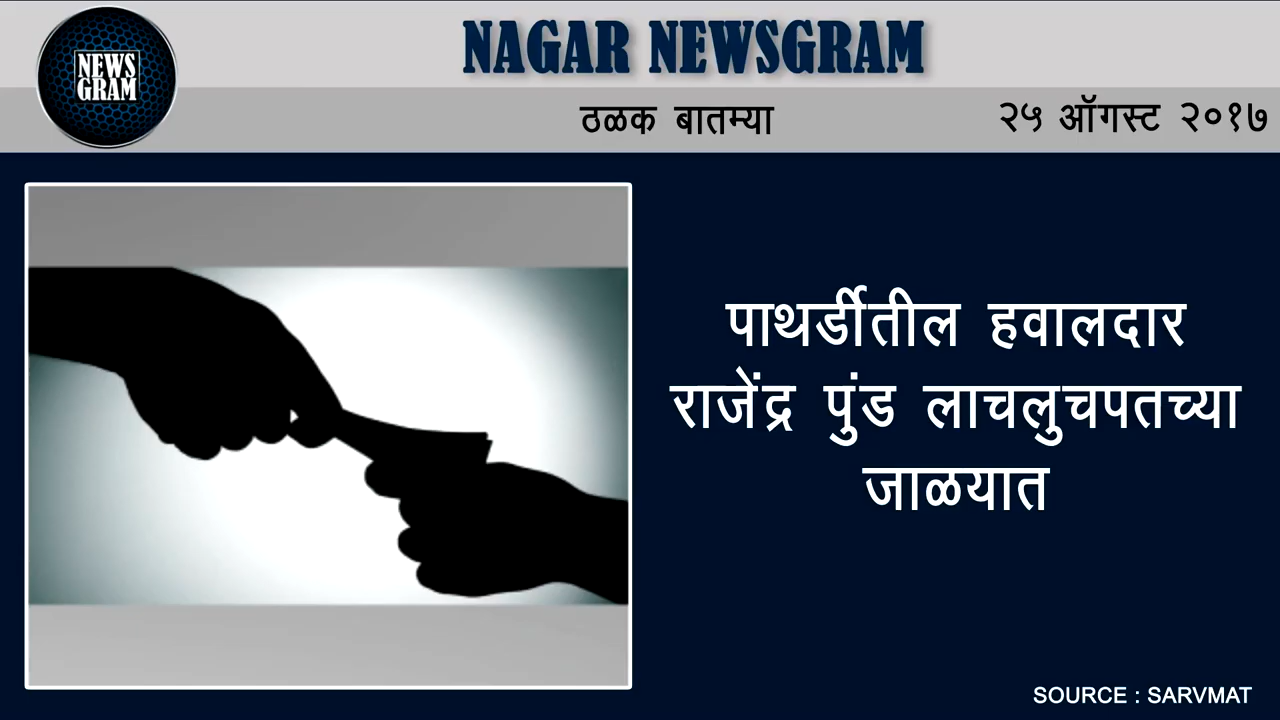 NEWS
GRAM
NAGAR NEWSGRAM
ठळक बातम्या
२५ ऑगस्ट २०१७
पाथर्डीतील हवालदार
राजेंद्र पुंड लाचलुचपतच्या
जाळयात
SOURCE : SARVMAT